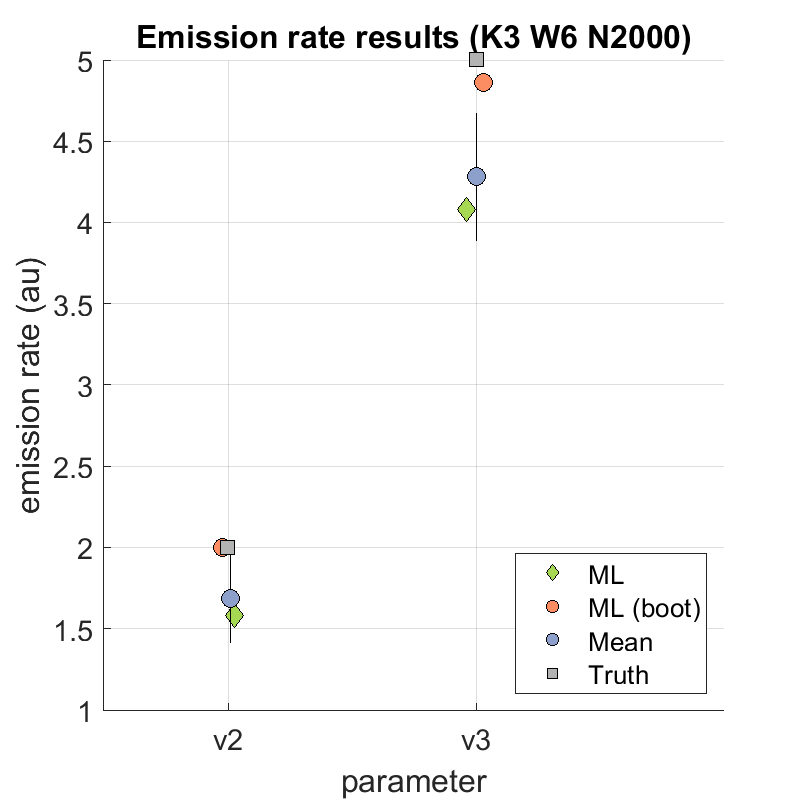 Emission rate results (K3 W6 N2000)
emission rate (au)
5
4.5
4
3.5
3
2.5
2
1.5
1
v2
v3
parameter
ML
ML (boot)
Mean
Truth